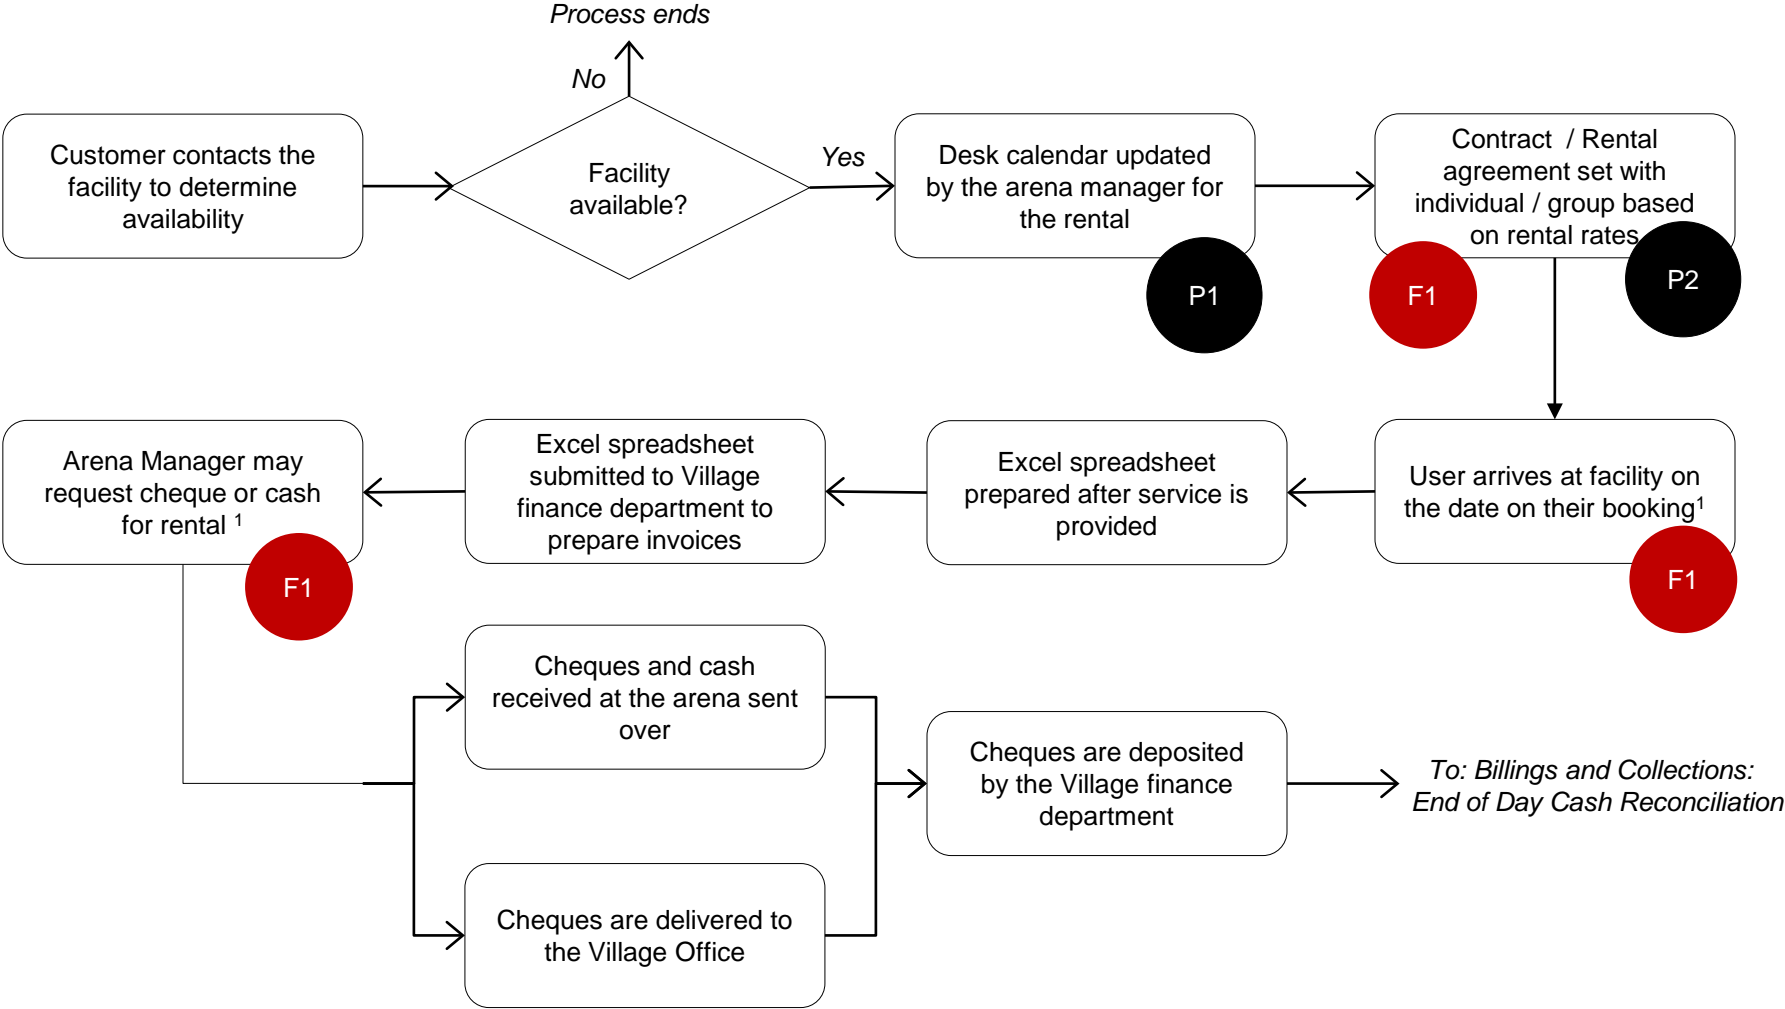 Process ends
No
Customer contacts the
facility to determine
availability
Facility
available?
Yes
Desk calendar updated
by the arena manager for
the rental
P1
Contract / Rental
agreement set with
individual / group based
on rental rates
F1
P2
User arrives at facility on
the date on their booking¹
F1
Excel spreadsheet
prepared after service is
provided
Excel spreadsheet
submitted to Village
finance department to
prepare invoices
Arena Manager may
request cheque or cash
for rental ¹
F1
Cheques and cash
received at the arena sent
over
Cheques are delivered to
the Village Office
Cheques are deposited
by the Village finance
department
To: Billings and Collections:
End of Day Cash Reconciliation